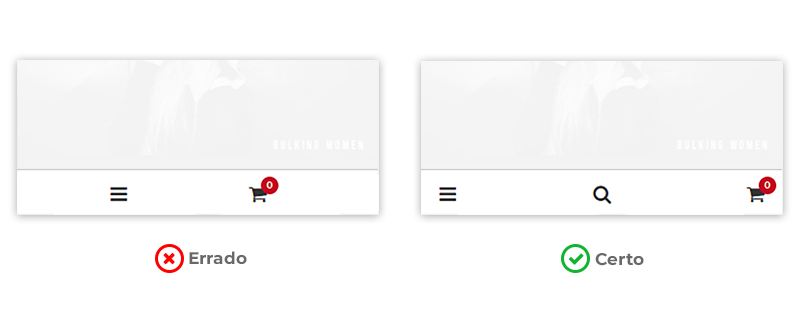 BULKING WOMEN
0
Errado
BULKING WOMEN
0
Certo